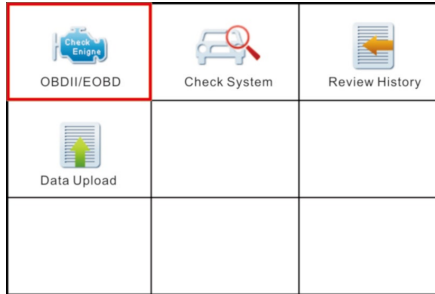 Check
Enigne
OBDII/EOBD
Check System
Review History
Data Upload